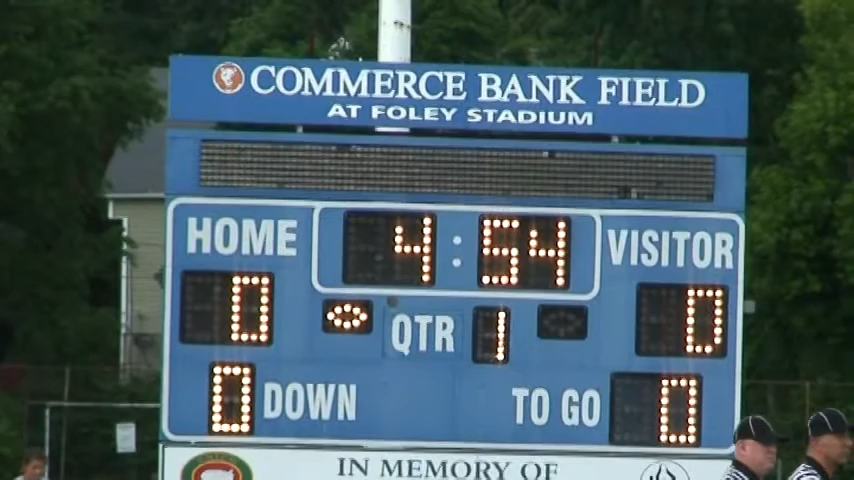 COMMERCE BANK FIELD
AT FOLEY STADIUM
HOME 4:54 VISITOR
0 QTR 1 0
0 DOWN TO GO 0
IN MEMORY OF